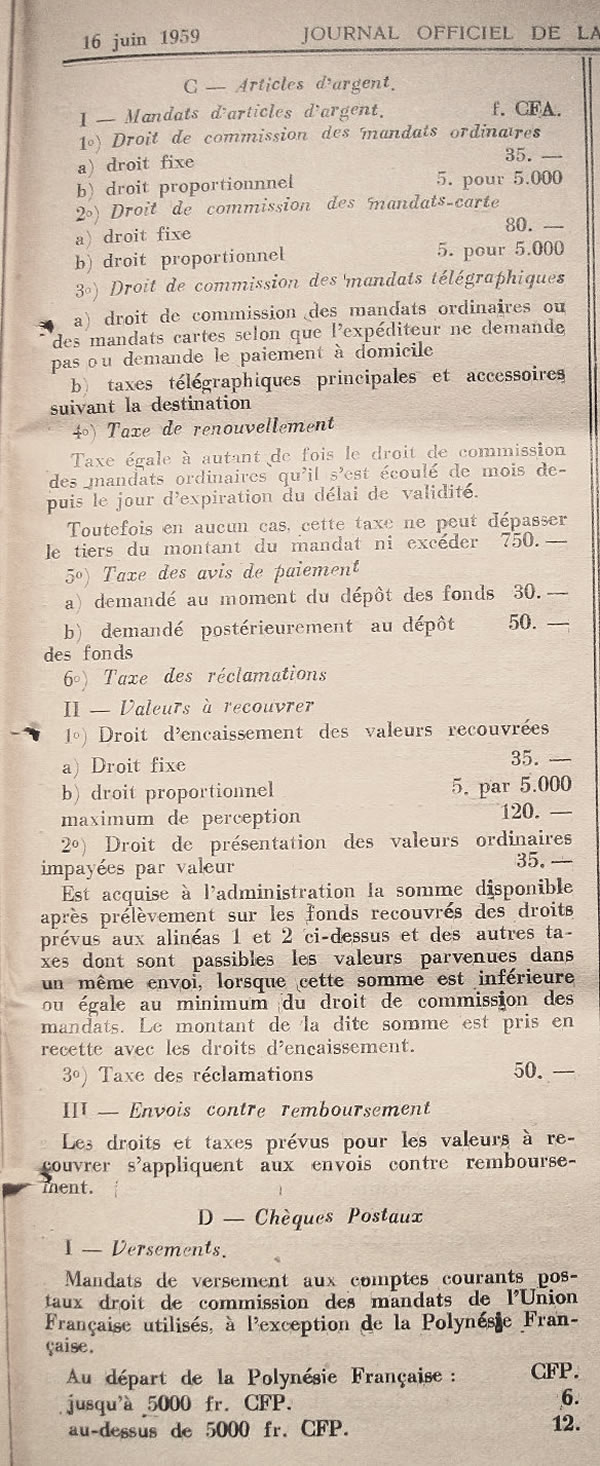 16 juin 1959 JOURNAL OFFICIEL DE LA
C — Articles d'argent.
I — Mandats d'articles d'argent. f. CFA.
1o) Droit de commission des mandats ordinaires
a) droit fixe 35. —
b) droit proportionnnel 5. pour 5.000
2o) Droit de commission des mandats-carte
a) droit fixe 80. —
b) droit proportionnel 5. pour 5.000
3o) Droit de commission des mandats télégraphiques
a) droit de commission des mandats ordinaires ou
des mandats cartes selon que l'expéditeur ne demande
pas ou demande le paiement à domicile
b) taxes télégraphiques principales et accessoires
suivant la destination
4o) Taxe de renouvellement
Taxe égale à autant de fois le droit de commission
des mandats ordinaires qu'il s'est écoulé de mois de-
puis le jour d'expiration du délai de validité.
Toutefois en aucun cas, cette taxe ne peut dépasser
le tiers du montant du mandat ni excéder 750. —
5o) Taxe des avis de paiement
a) demandé au moment du dépôt des fonds 30. —
b) demandé postérieurement au dépôt 50. —
des fonds
6o) Taxe des réclamations
II — Valeurs à recouvrer
1o) Droit d'encaissement des valeurs recouvrées
a) Droit fixe 35. —
b) droit proportionnel 5. par 5.000
maximum de perception 120. —
2o) Droit de présentation des valeurs ordinaires
impayées par valeur 35. —
Est acquise à l'administration la somme disponible
après prélèvement sur les fonds recouvrés des droits
prévus aux alinéas 1 et 2 ci-dessus et des autres ta-
xes dont sont passibles les valeurs parvenues dans
un même envoi, lorsque cette somme est inférieure
ou égale au minimum du droit de commission des
mandats. Le montant de la dite somme est pris en
recette avec les droits d'encaissement.
3o) Taxe des réclamations 50. —
III — Envois contre remboursement
Les droits et taxes prévus pour les valeurs à re-
couvrer s'appliquent aux envois contre rembourse-
ment.
D — Chèques Postaux
I — Versements.
Mandats de versement aux comptes courants pos-
taux droit de commission des mandats de l'Union
Française utilisés, à l'exception de la Polynésie Fran-
çaise.
Au départ de la Polynésie Française : CFP.
jusqu'à 5000 fr. CFP. 6.
au-dessus de 5000 fr. CFP. 12.